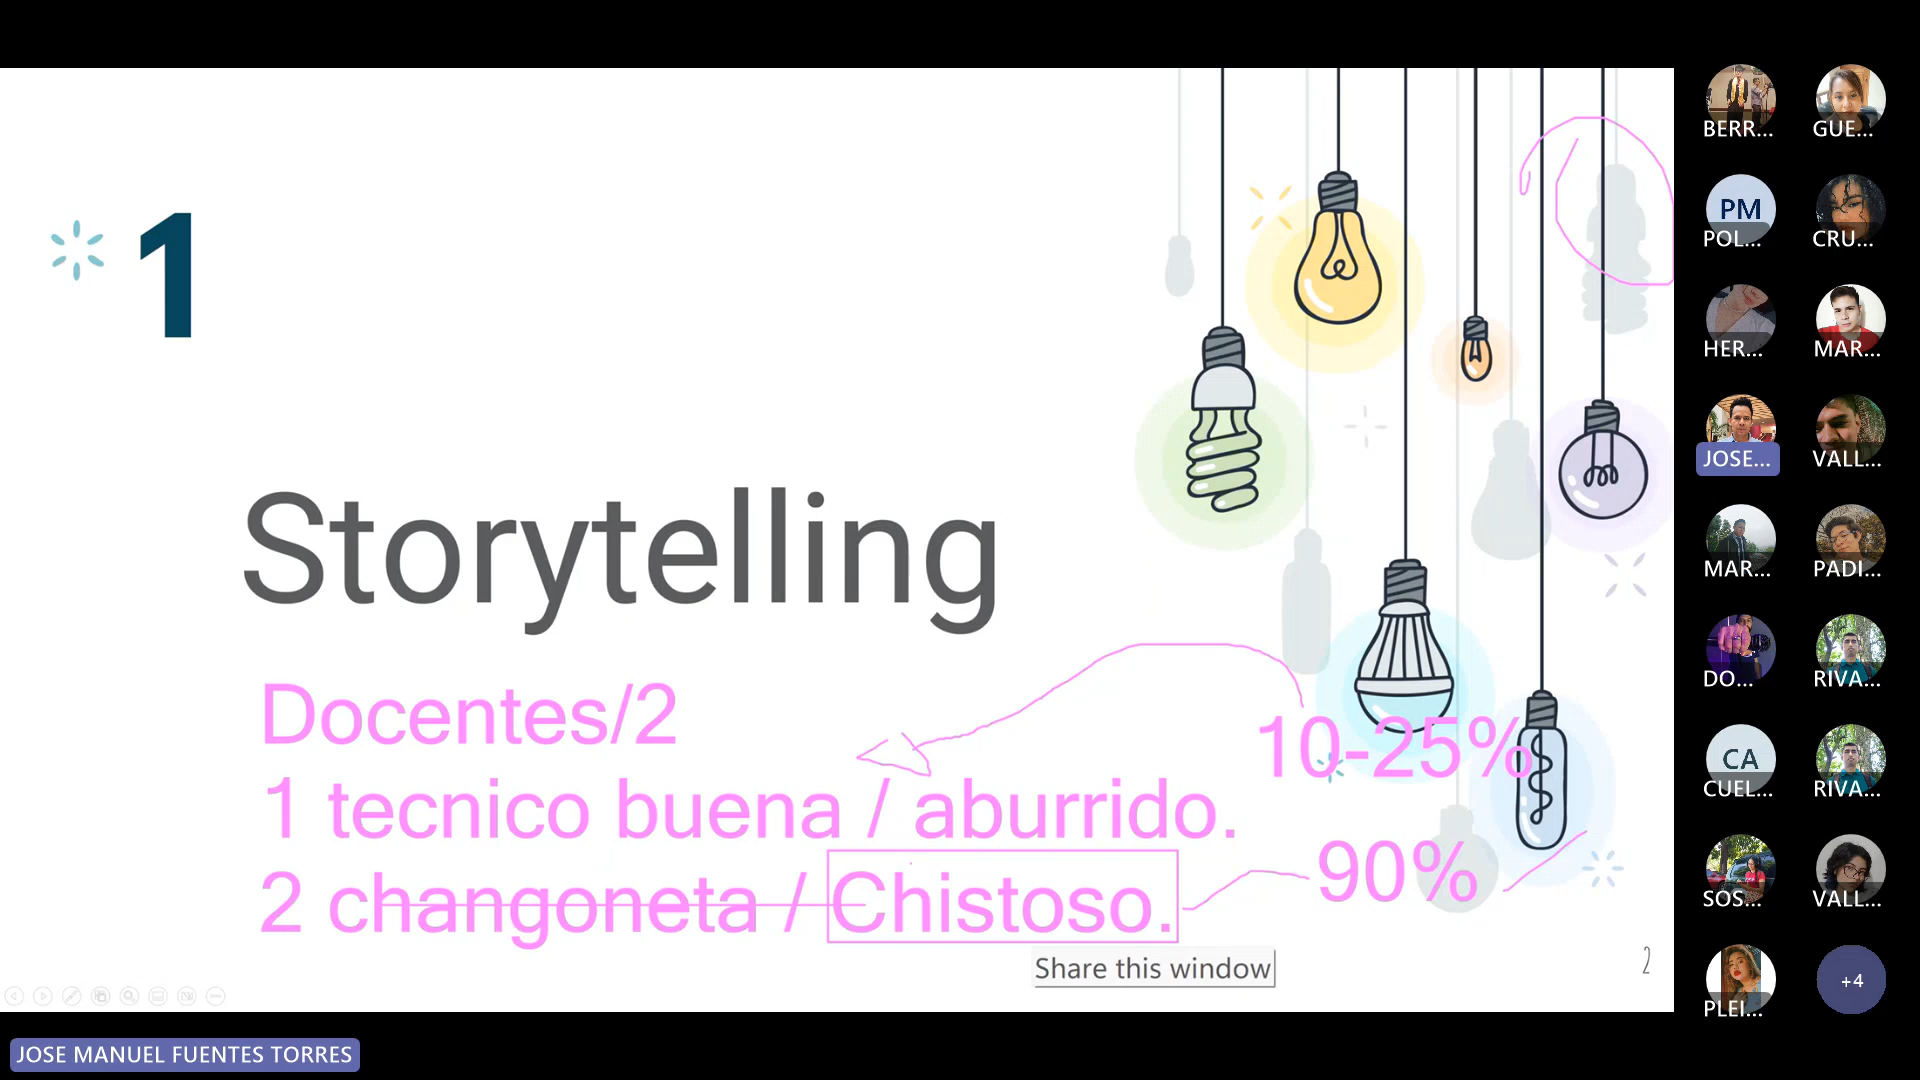 1
Storytelling
Docentes/2
10-25%
1 tecnico buena / aburrido.
90%
2 changoneta / Chistoso.
Share this window
2
BERR...
GUE...
PM
POL...
CRU...
HER...
MAR...
JOSE...
VALL...
MAR...
PADI...
DO...
RIVA...
CA
CUEL...
RIVA...
SOS...
VALL...
PLEI...
+4
JOSE MANUEL FUENTES TORRES